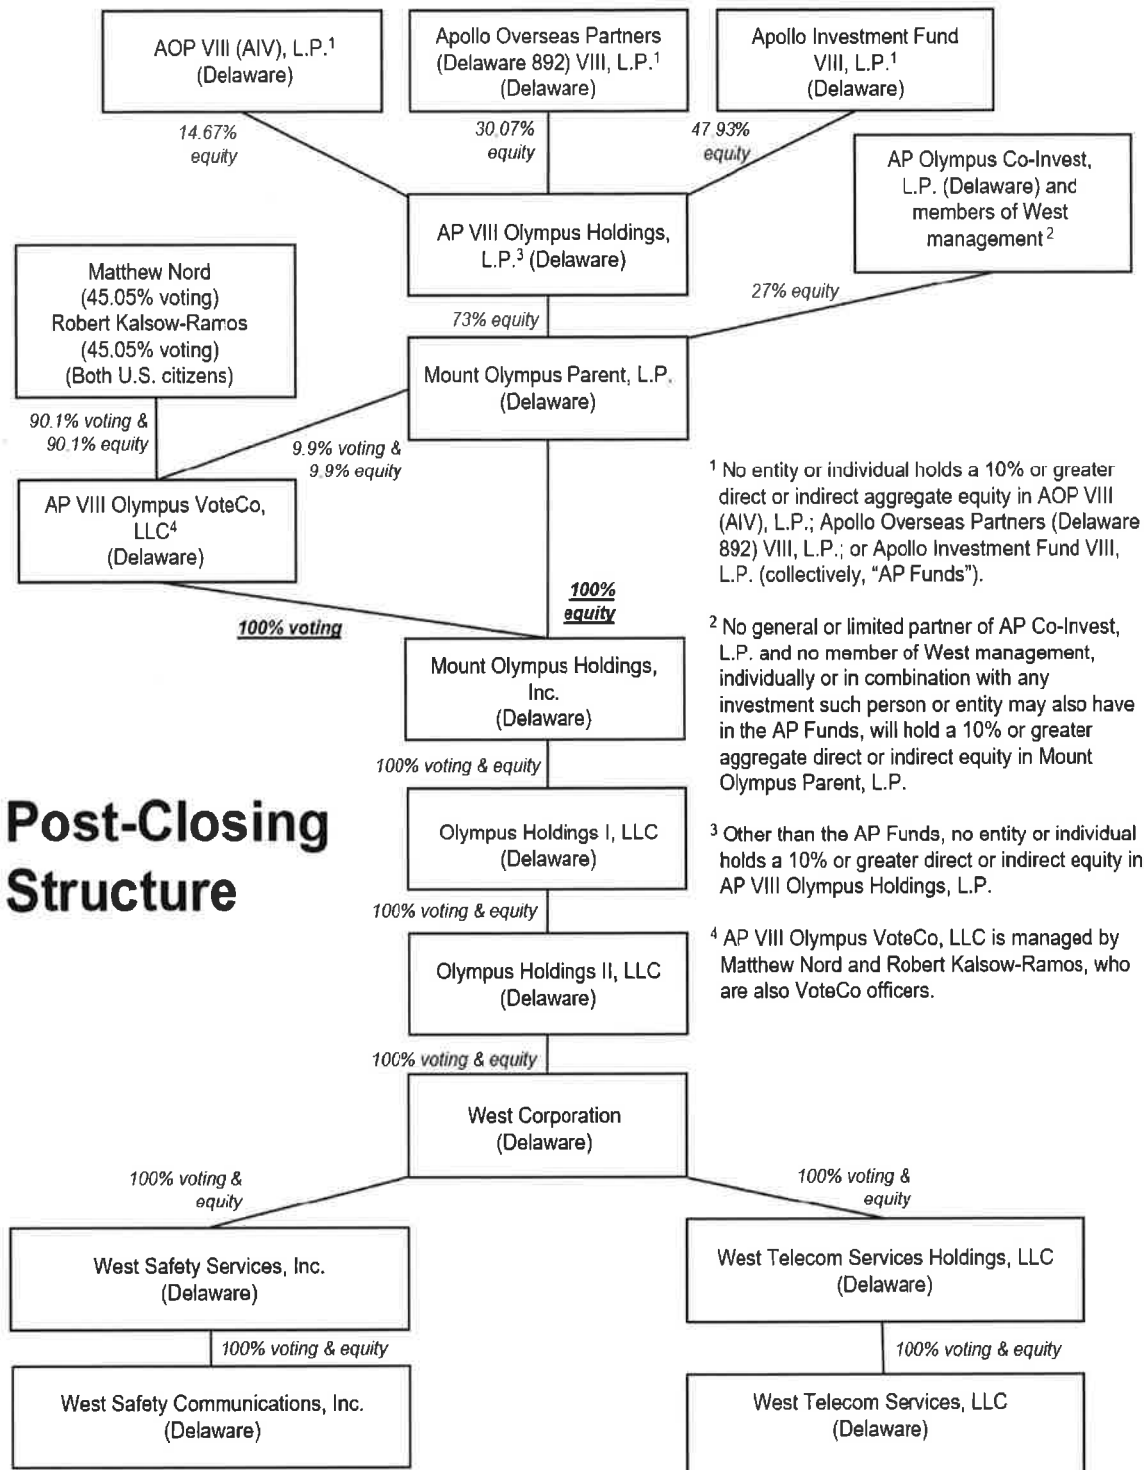 AOP VIII (AIV), L.P.¹
(Delaware)
Apollo Overseas Partners
(Delaware 892) VIII, L.P.¹
(Delaware)
Apollo Investment Fund
VIII, L.P.¹
(Delaware)
14.67%
equity
30.07%
equity
47.93%
equity
AP Olympus Co-Invest,
L.P. (Delaware) and
members of West
management²
AP VIII Olympus Holdings,
L.P.³ (Delaware)
Matthew Nord
(45.05% voting)
Robert Kalsow-Ramos
(45.05% voting)
(Both U.S. citizens)
27% equity
73% equity
Mount Olympus Parent, L.P.
(Delaware)
90.1% voting &
90.1% equity
9.9% voting &
9.9% equity
AP VIII Olympus VoteCo,
LLC⁴
(Delaware)
100% voting
100%
equity
Mount Olympus Holdings,
Inc.
(Delaware)
100% voting & equity
Post-Closing
Structure
Olympus Holdings I, LLC
(Delaware)
100% voting & equity
Olympus Holdings II, LLC
(Delaware)
100% voting & equity
West Corporation
(Delaware)
100% voting &
equity
100% voting &
equity
West Safety Services, Inc.
(Delaware)
West Telecom Services Holdings, LLC
(Delaware)
100% voting & equity
100% voting & equity
West Safety Communications, Inc.
(Delaware)
West Telecom Services, LLC
(Delaware)
¹ No entity or individual holds a 10% or greater
direct or indirect aggregate equity in AOP VIII
(AIV), L.P.; Apollo Overseas Partners (Delaware
892) VIII, L.P.; or Apollo Investment Fund VIII,
L.P. (collectively, “AP Funds”).
² No general or limited partner of AP Co-Invest,
L.P. and no member of West management,
individually or in combination with any
investment such person or entity may also have
in the AP Funds, will hold a 10% or greater
aggregate direct or indirect equity in Mount
Olympus Parent, L.P.
³ Other than the AP Funds, no entity or individual
holds a 10% or greater direct or indirect equity in
AP VIII Olympus Holdings, L.P.
⁴ AP VIII Olympus VoteCo, LLC is managed by
Matthew Nord and Robert Kalsow-Ramos, who
are also VoteCo officers.